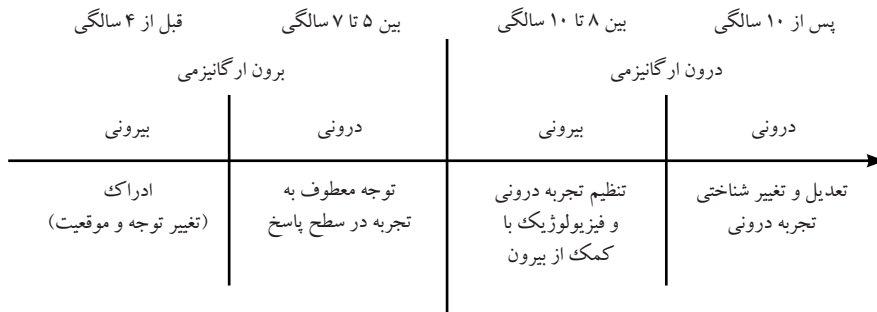 پس از ۱۰ سالگی
بین ۸ تا ۱۰ سالگی
بین ۵ تا ۷ سالگی
قبل از ۴ سالگی
درون ارگانیزمی
برون ارگانیزمی
درونی
بیرونی
درونی
بیرونی
تعدیل و تغییر شناختی
تجربه درونی
تنظیم تجربه درونی
و فیزیولوژیک با
کمک از بیرون
توجه معطوف به
تجربه در سطح پاسخ
ادراک
(تغییر توجه و موقعیت)